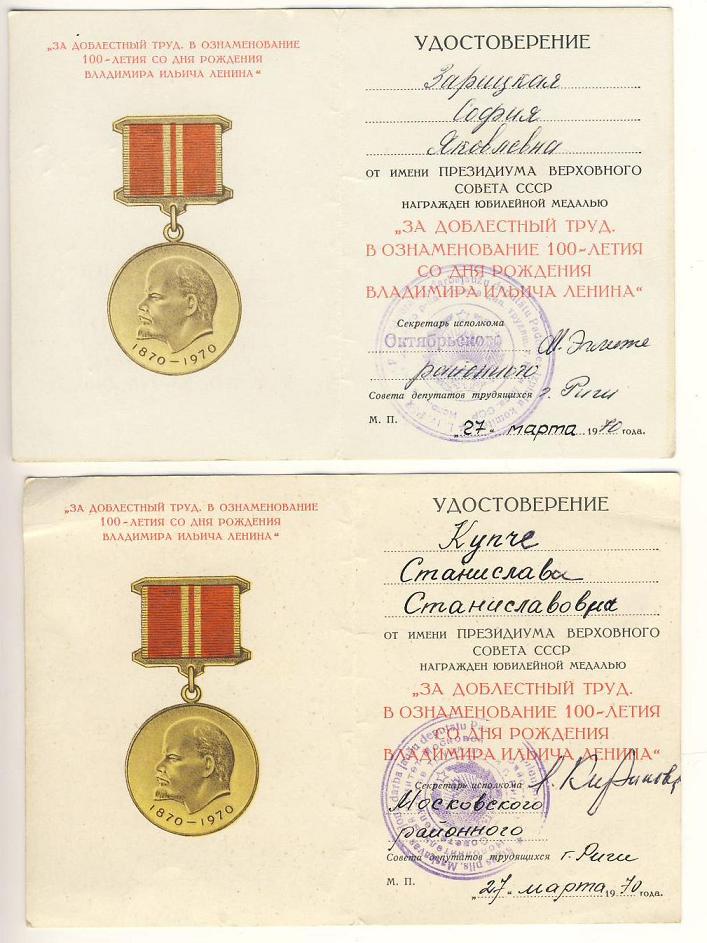 „ЗА ДОБЛЕСТНЫЙ ТРУД. В ОЗНАМЕНОВАНИЕ
100-ЛЕТИЯ СО ДНЯ РОЖДЕНИЯ
ВЛАДИМИРА ИЛЬИЧА ЛЕНИНА“
1870—1970
УДОСТОВЕРЕНИЕ
Зарицкая
София
Яковлевна
ОТ ИМЕНИ ПРЕЗИДИУМА ВЕРХОВНОГО
СОВЕТА СССР
НАГРАЖДЕН ЮБИЛЕЙНОЙ МЕДАЛЬЮ
„ЗА ДОБЛЕСТНЫЙ ТРУД.
В ОЗНАМЕНОВАНИЕ 100-ЛЕТИЯ
СО ДНЯ РОЖДЕНИЯ
ВЛАДИМИРА ИЛЬИЧА ЛЕНИНА“
Секретарь исполкома
Октябрьского
районного
Совета депутатов трудящихся г. Риги
М. П. „27“ марта 1970 года.
„ЗА ДОБЛЕСТНЫЙ ТРУД. В ОЗНАМЕНОВАНИЕ
100-ЛЕТИЯ СО ДНЯ РОЖДЕНИЯ
ВЛАДИМИРА ИЛЬИЧА ЛЕНИНА“
1870—1970
УДОСТОВЕРЕНИЕ
Купче
Станислава
Станиславовна
ОТ ИМЕНИ ПРЕЗИДИУМА ВЕРХОВНОГО
СОВЕТА СССР
НАГРАЖДЕН ЮБИЛЕЙНОЙ МЕДАЛЬЮ
„ЗА ДОБЛЕСТНЫЙ ТРУД.
В ОЗНАМЕНОВАНИЕ 100-ЛЕТИЯ
СО ДНЯ РОЖДЕНИЯ
ВЛАДИМИРА ИЛЬИЧА ЛЕНИНА“
Секретарь исполкома
Московского
районного
Совета депутатов трудящихся г. Риги
М. П. „27“ марта 1970 года.